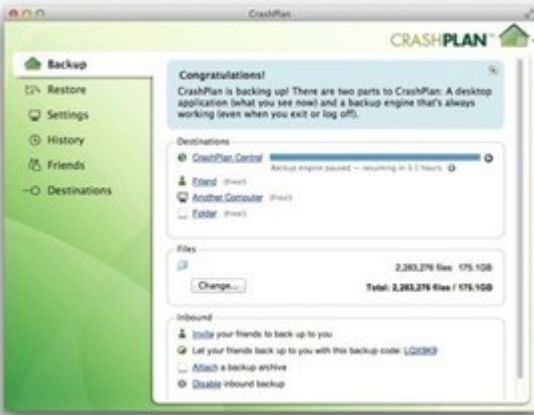 CrashPlan
CRASHPLAN
Backup
Restore
Settings
History
Friends
Destinations
Congratulations!
CrashPlan is backing up! There are two parts to CrashPlan: A desktop
application (what you see now) and a backup engine that's always
working (even when you exit or log off).
Destinations
CrashPlan Central
Backup engine paused — resuming in 3.1 hours
Friend (Free!)
Another Computer (Free!)
Folder (Free!)
Files
2,283,276 files 175.1GB
Change...
Total: 2,283,276 files / 175.1GB
Inbound
Invite your friends to back up to you
Let your friends back up to you with this backup code:
Attach a backup archive
Disable inbound backup